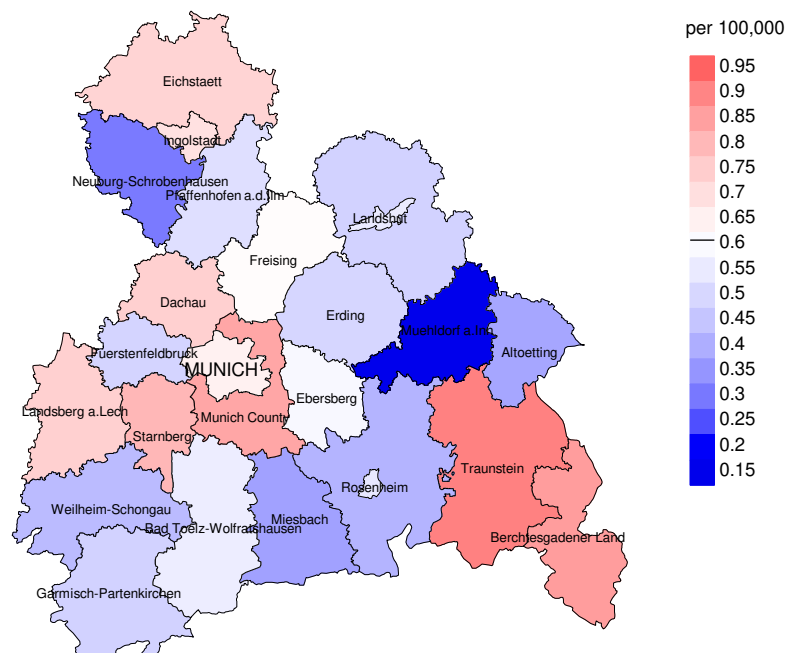 per 100,000
0.95
0.9
0.85
0.8
0.75
0.7
0.65
0.6
0.55
0.5
0.45
0.4
0.35
0.3
0.25
0.2
0.15
Eichstaett
Ingolstadt
Neuburg-Schrobenhausen
Pfaffenhofen a.d.Ilm
Landshut
Freising
Dachau
Erding
Muehldorf a.Inn
Fuerstenfeldbruck
Altoetting
MUNICH
Ebersberg
Landsberg a.Lech
Munich County
Starnberg
Traunstein
Rosenheim
Weilheim-Schongau
Miesbach
Bad Toelz-Wolfratshausen
Berchtesgadener Land
Garmisch-Partenkirchen